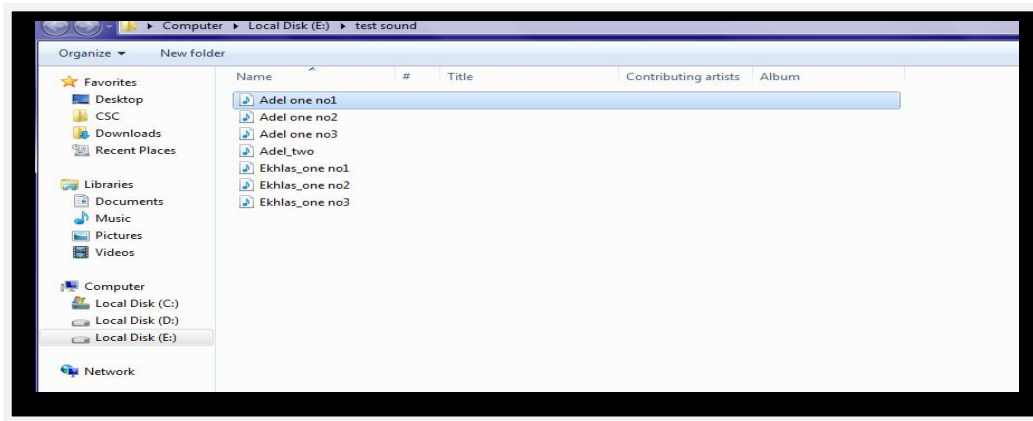 Computer ▸ Local Disk (E:) ▸ test sound
Organize New folder
Favorites
Desktop
CSC
Downloads
Recent Places
Libraries
Documents
Music
Pictures
Videos
Computer
Local Disk (C:)
Local Disk (D:)
Local Disk (E:)
Network
Name # Title Contributing artists Album
Adel one no1
Adel one no2
Adel one no3
Adel_two
Ekhlas_one no1
Ekhlas_one no2
Ekhlas_one no3